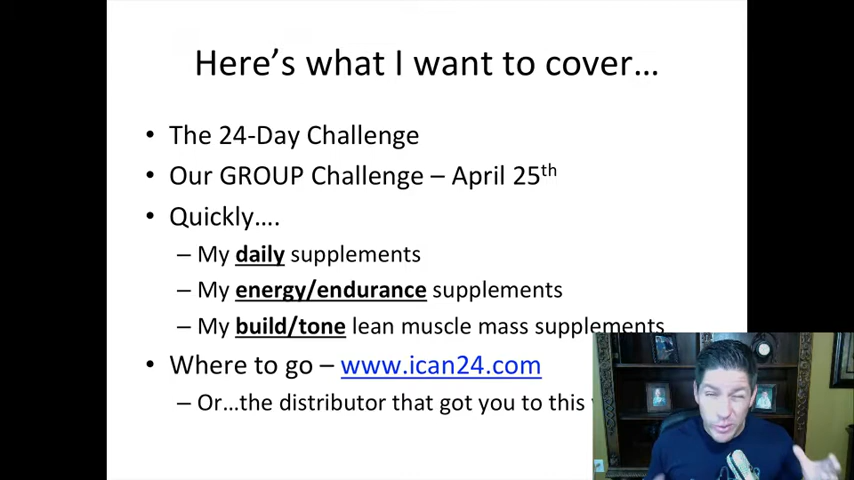 Here’s what I want to cover…
• The 24-Day Challenge
• Our GROUP Challenge – April 25th
• Quickly….
– My daily supplements
– My energy/endurance supplements
– My build/tone lean muscle mass supplements
• Where to go – www.ican24.com
– Or…the distributor that got you to this